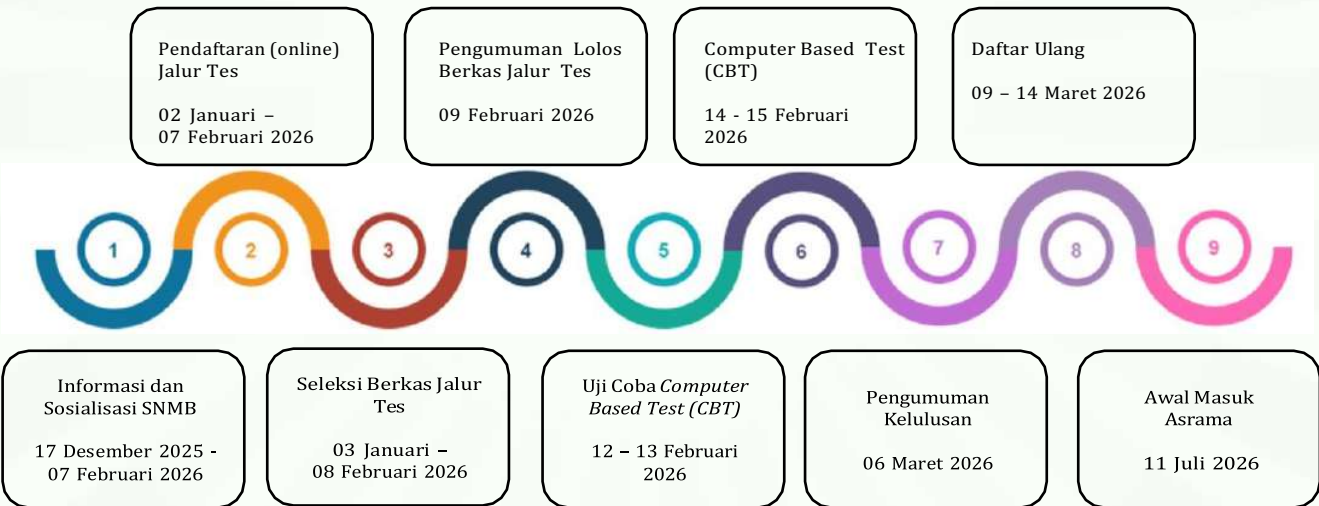 Pendaftaran (online)
Jalur Tes
02 Januari –
07 Februari 2026
Pengumuman Lolos
Berkas Jalur Tes
09 Februari 2026
Computer Based Test
(CBT)
14 - 15 Februari
2026
Daftar Ulang
09 – 14 Maret 2026
1
2
3
4
5
6
7
8
9
Informasi dan
Sosialisasi SNMB
17 Desember 2025 -
07 Februari 2026
Seleksi Berkas Jalur
Tes
03 Januari –
08 Februari 2026
Uji Coba Computer
Based Test (CBT)
12 – 13 Februari
2026
Pengumuman
Kelulusan
06 Maret 2026
Awal Masuk
Asrama
11 Juli 2026